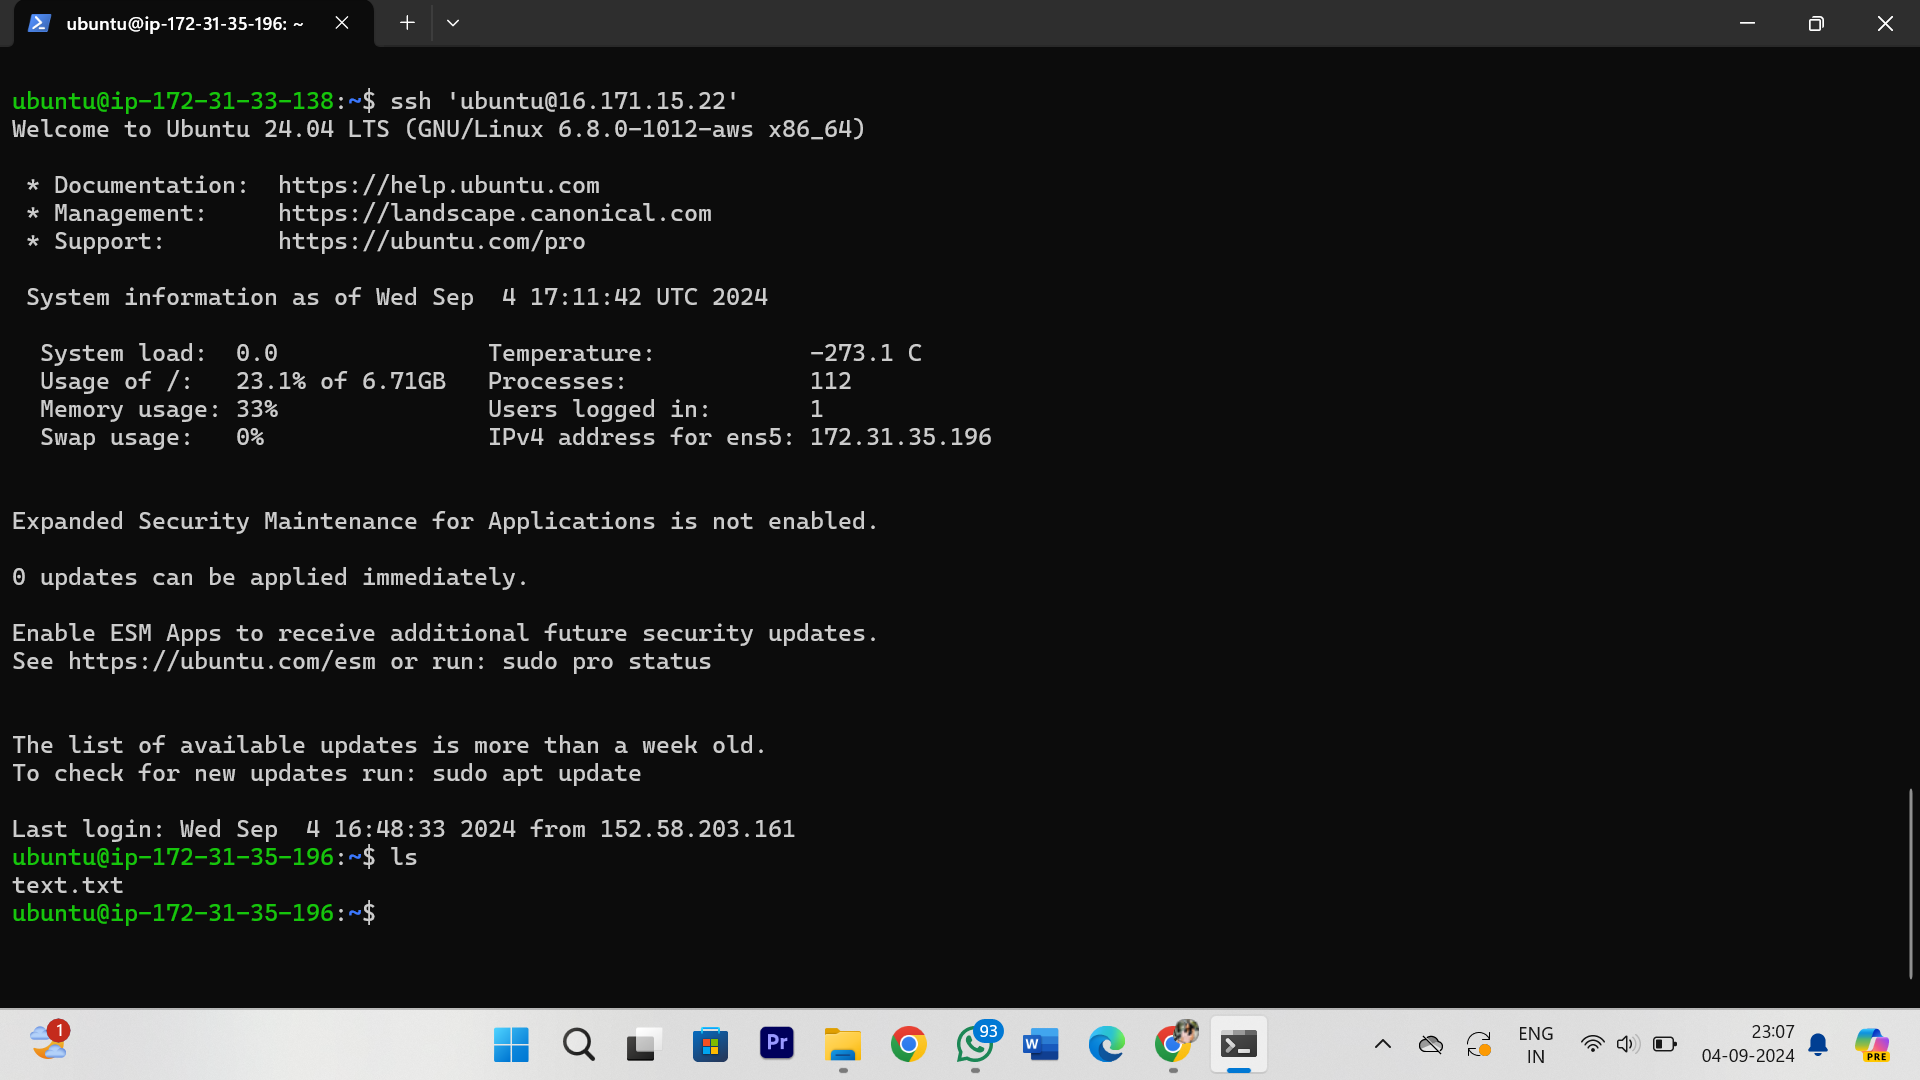 ubuntu@ip-172-31-35-196: ~
ubuntu@ip-172-31-33-138:~$ ssh 'ubuntu@16.171.15.22'
Welcome to Ubuntu 24.04 LTS (GNU/Linux 6.8.0-1012-aws x86_64)
* Documentation: https://help.ubuntu.com
* Management: https://landscape.canonical.com
* Support: https://ubuntu.com/pro
System information as of Wed Sep  4 17:11:42 UTC 2024
System load: 0.0 Temperature: -273.1 C
Usage of /: 23.1% of 6.71GB Processes: 112
Memory usage: 33% Users logged in: 1
Swap usage: 0% IPv4 address for ens5: 172.31.35.196
Expanded Security Maintenance for Applications is not enabled.
0 updates can be applied immediately.
Enable ESM Apps to receive additional future security updates.
See https://ubuntu.com/esm or run: sudo pro status
The list of available updates is more than a week old.
To check for new updates run: sudo apt update
Last login: Wed Sep  4 16:48:33 2024 from 152.58.203.161
ubuntu@ip-172-31-35-196:~$ ls
text.txt
ubuntu@ip-172-31-35-196:~$
1
Pr
93
W
ENG
IN
23:07
04-09-2024
PRE